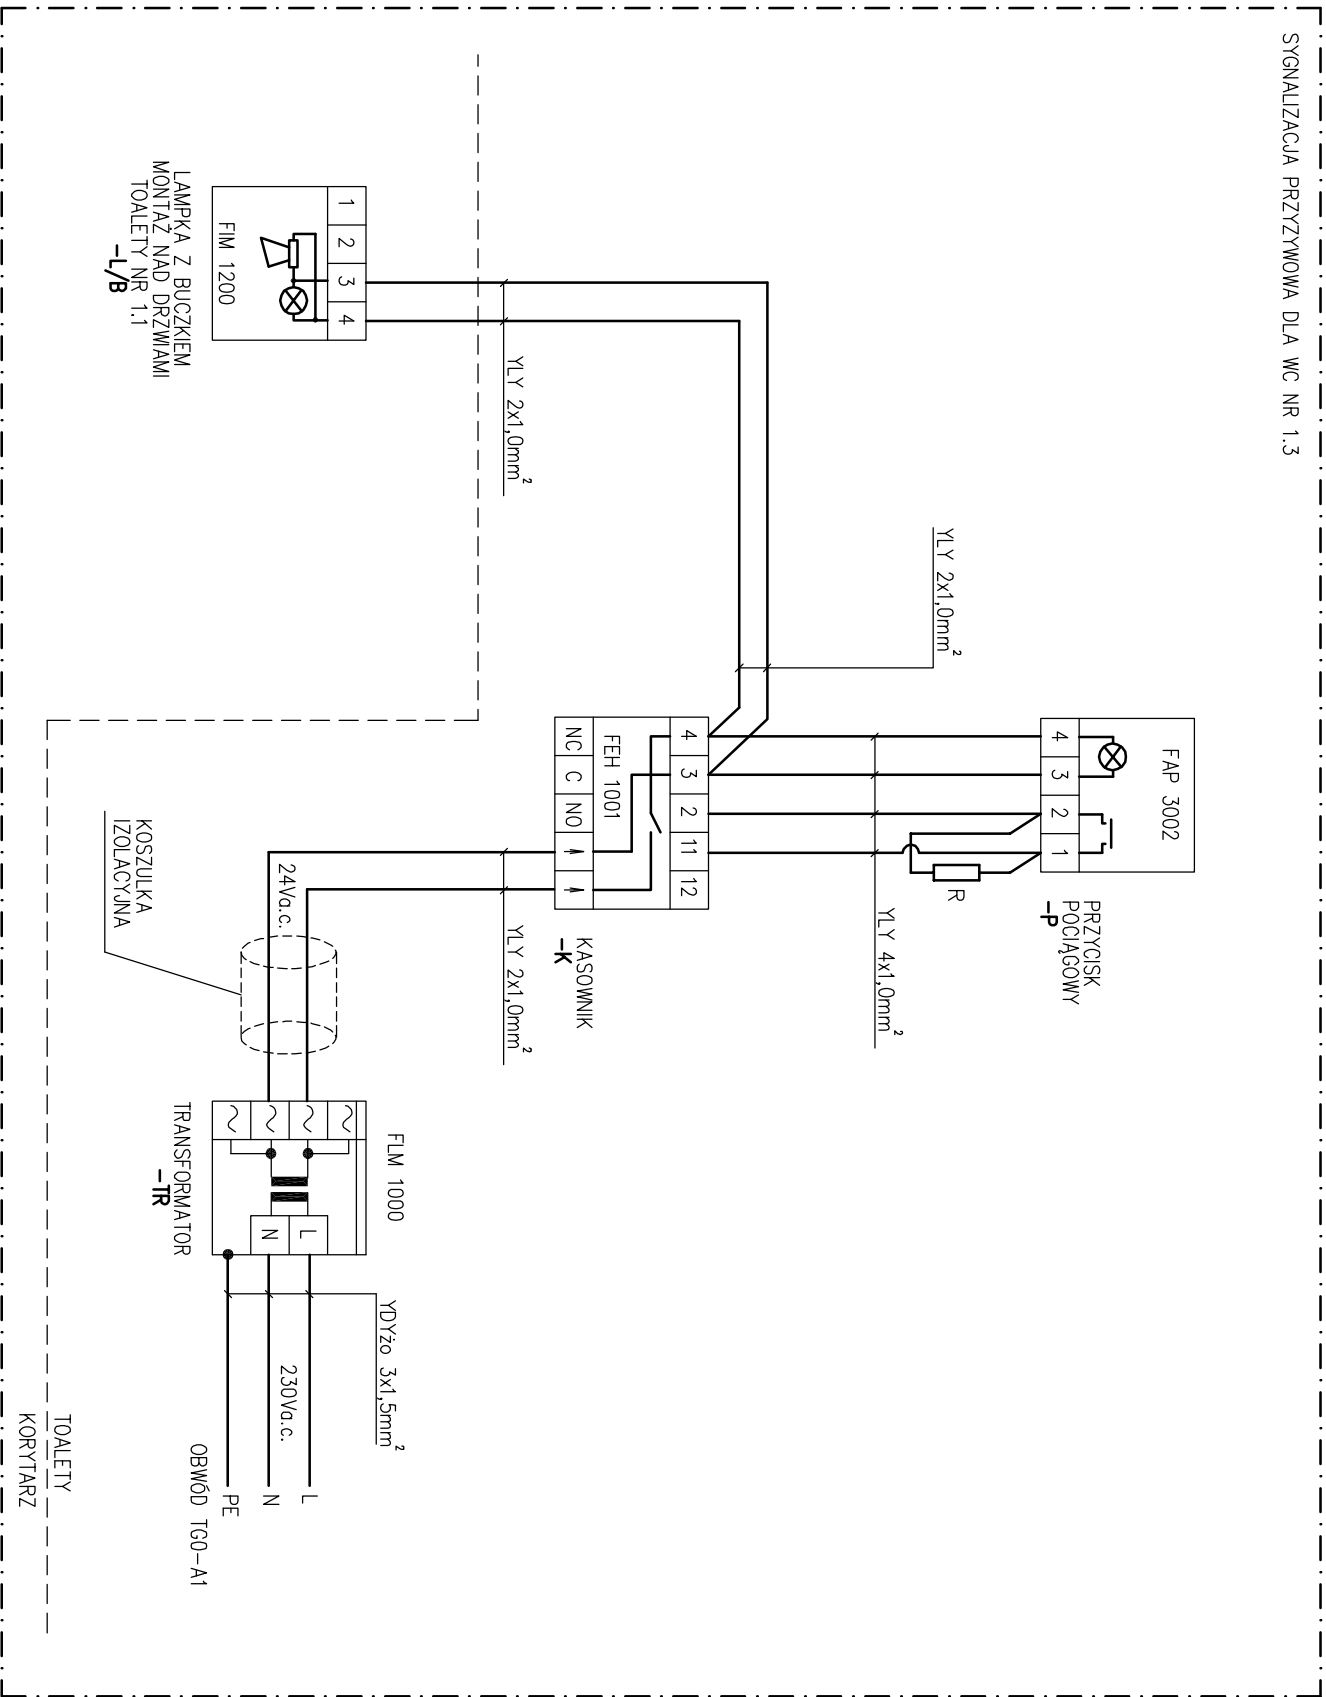 SYGNALIZACJA PRZYZYWOWA DLA WC NR 1.3
FAP 3002
4 3 2 1
PRZYCISK
POCIĄGOWY
-P
R
YLY 2x1,0mm²
YLY 4x1,0mm²
4 3 2 11 12
FEH 1001
NC C NO
KASOWNIK
-K
YLY 2x1,0mm²
YLY 2x1,0mm²
1 2 3 4
FIM 1200
LAMPKA Z BUCZKIEM
MONTAŻ NAD DRZWIAMI
TOALETY NR 1.1
-L/B
24Va.c.
KOSZULKA
IZOLACYJNA
FLM 1000
~ ~ ~ ~
L
N
TRANSFORMATOR
-TR
YDYżo 3x1,5mm²
230Va.c.
L
N
PE
OBWÓD TGO-A1
TOALETY
KORYTARZ